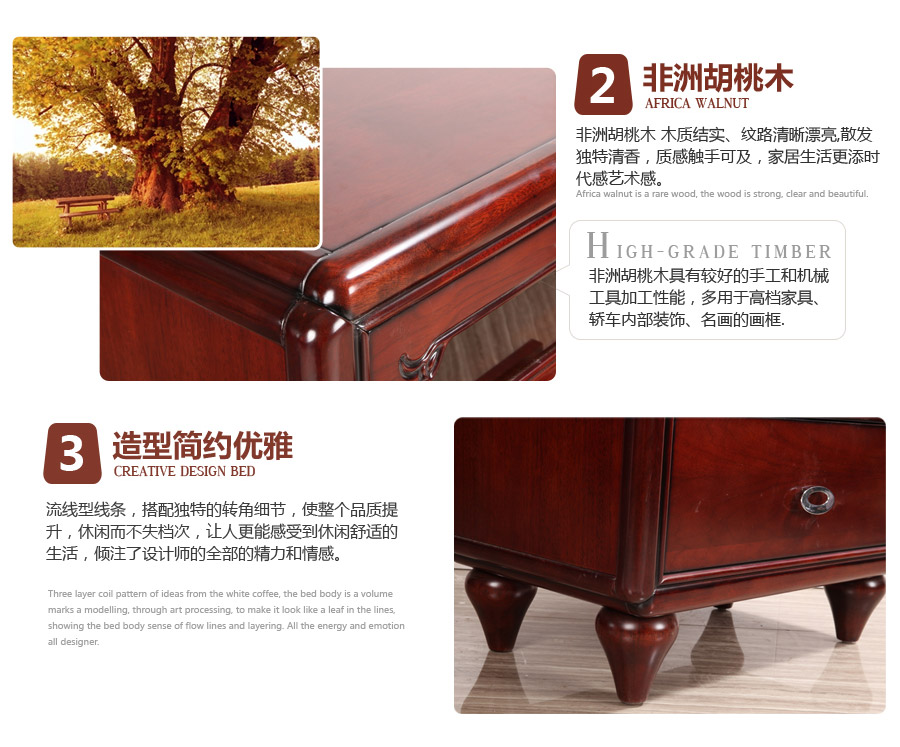 2
非洲胡桃木
AFRICA WALNUT
非洲胡桃木 木质结实、纹路清晰漂亮,散发
独特清香，质感触手可及，家居生活更添时
代感艺术感。
Africa walnut is a rare wood, the wood is strong, clear and beautiful.
HIGH-GRADE TIMBER
非洲胡桃木具有较好的手工和机械
工具加工性能，多用于高档家具、
轿车内部装饰、名画的画框.
3
造型简约优雅
CREATIVE DESIGN BED
流线型线条，搭配独特的转角细节，使整个品质提
升，休闲而不失档次，让人更能感受到休闲舒适的
生活，倾注了设计师的全部的精力和情感。
Three layer coil pattern of ideas from the white coffee, the bed body is a volume
marks a modelling, through art processing, to make it look like a leaf in the lines,
showing the bed body sense of flow lines and layering. All the energy and emotion
all designer.